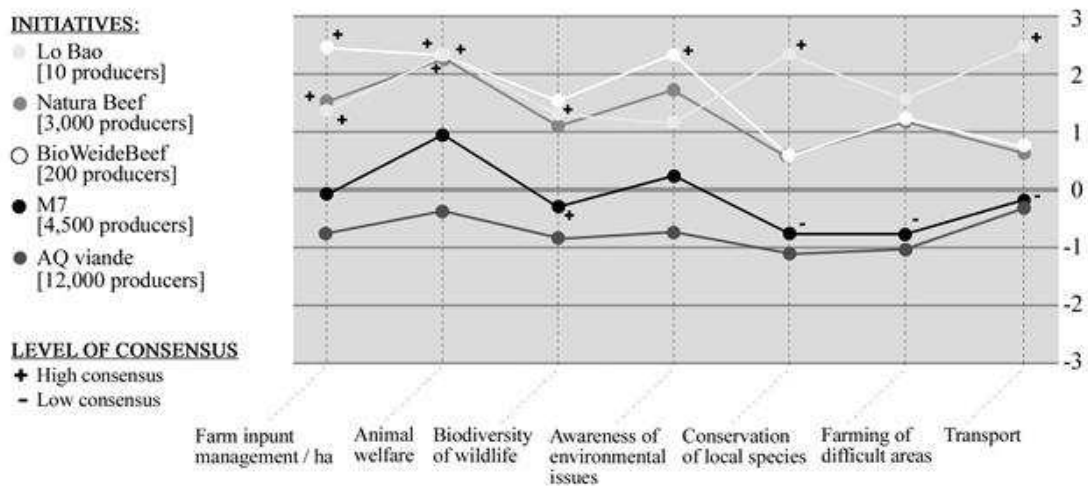 INITIATIVES:
Lo Bao
[10 producers]
Natura Beef
[3,000 producers]
BioWeideBeef
[200 producers]
M7
[4,500 producers]
AQ viande
[12,000 producers]
LEVEL OF CONSENSUS
+ High consensus
- Low consensus
3
2
1
0
-1
-2
-3
Farm inpunt
management / ha
Animal
welfare
Biodiversity
of wildlife
Awareness of
environmental
issues
Conservation
of local species
Farming of
difficult areas
Transport